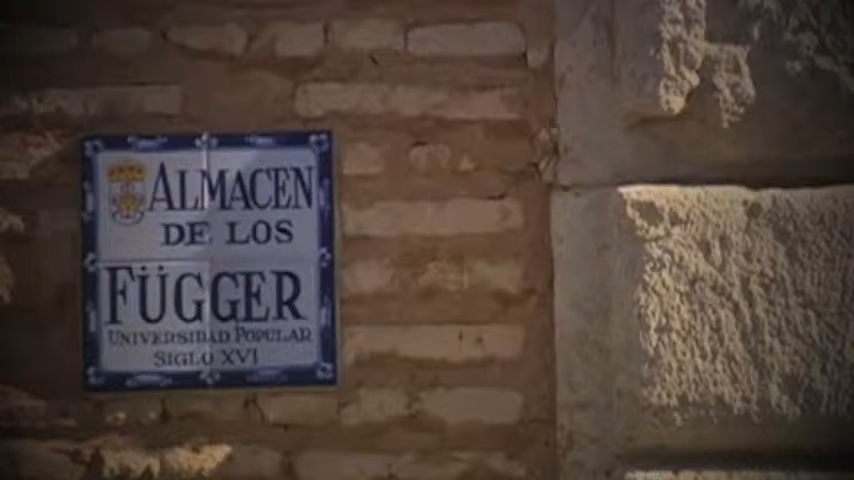 ALMACEN
DE LOS
FÜGGER
UNIVERSIDAD POPULAR
SIGLO XVI